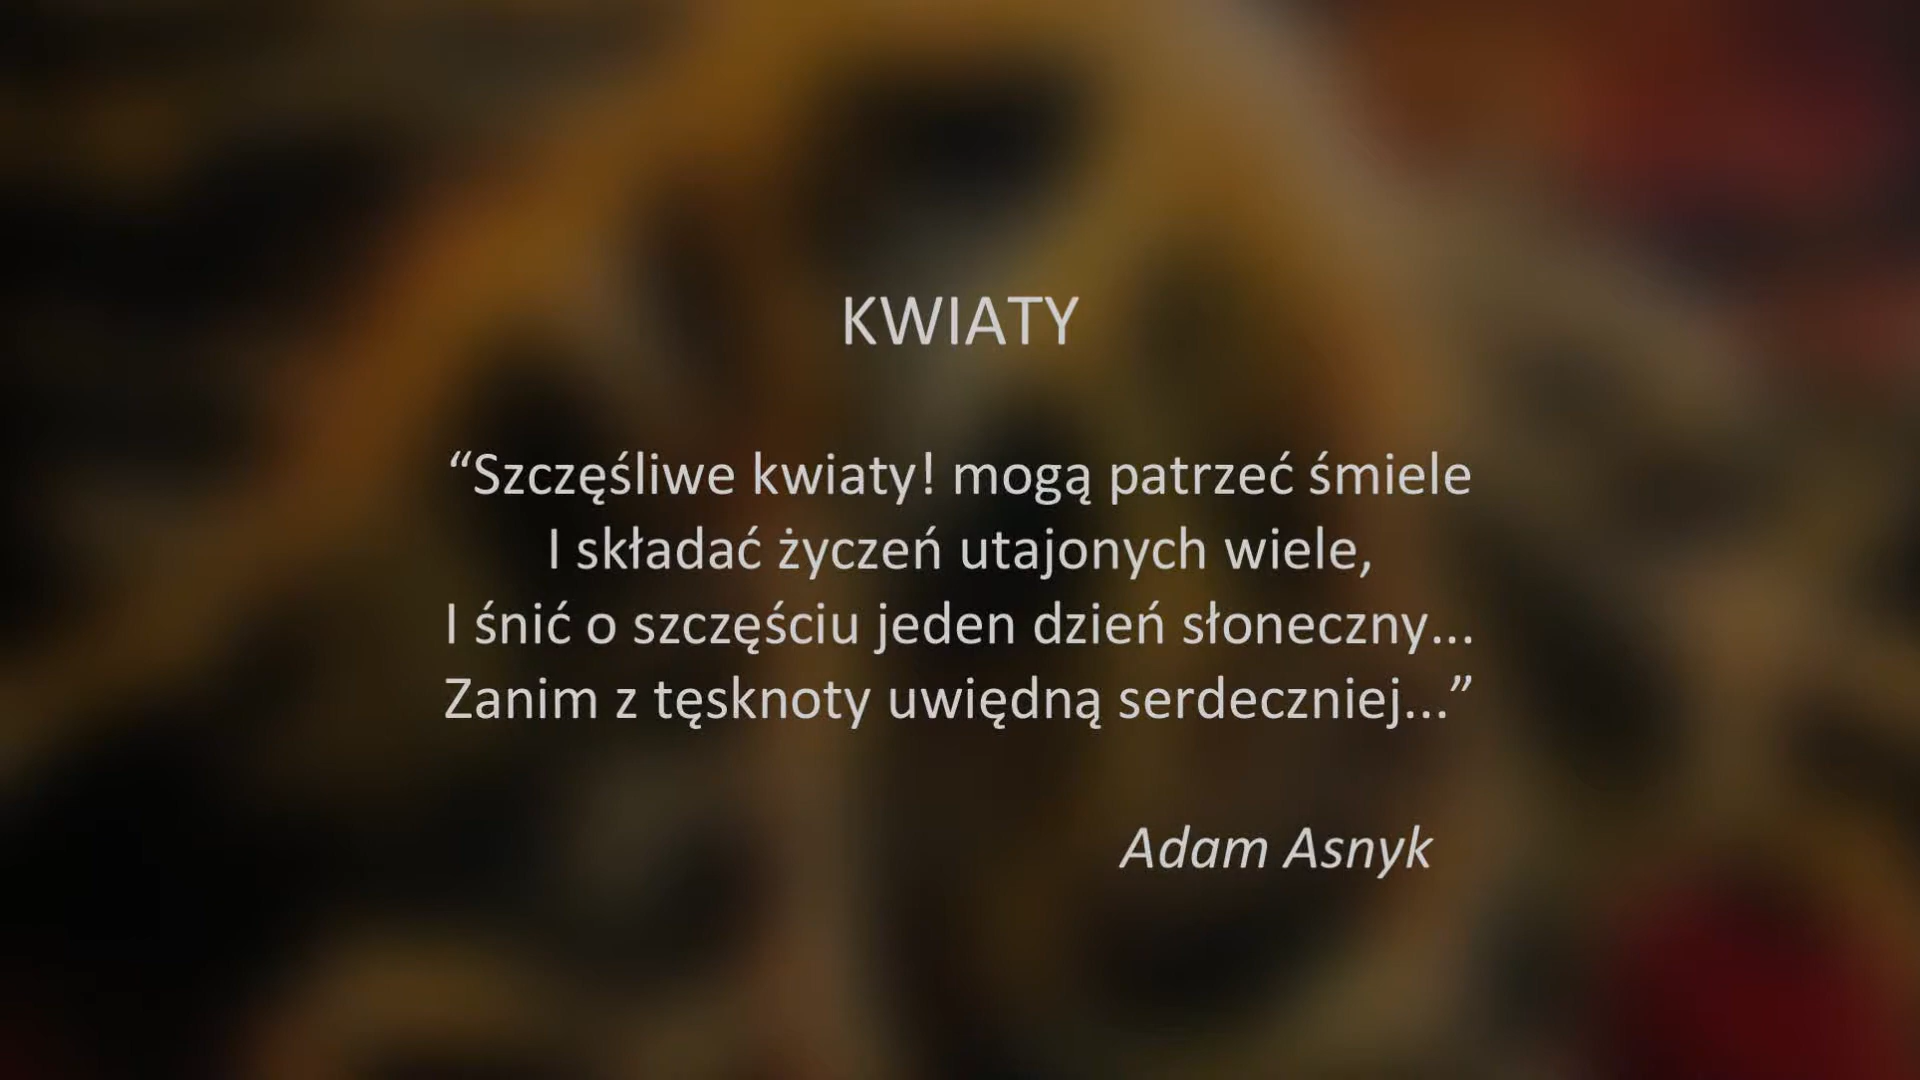 KWIATY
“Szczęśliwe kwiaty! mogą patrzeć śmiele
I składać życzeń utajonych wiele,
I śnić o szczęściu jeden dzień słoneczny...
Zanim z tęsknoty uwiędną serdeczniej...”
Adam Asnyk